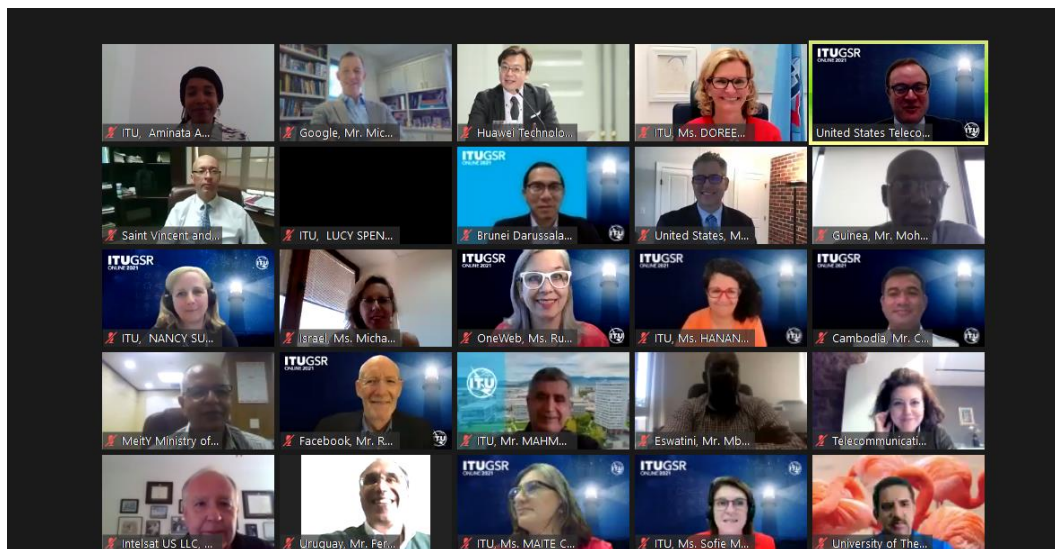 ITU, Aminata A...
Google, Mr. Mic...
Huawei Technolo...
ITU, Ms. DOREE...
ITUGSR
ONLINE 2021
United States Teleco...
Saint Vincent and...
ITU, LUCY SPEN...
ITUGSR
ONLINE 2021
Brunei Darussala...
United States, M...
Guinea, Mr. Moh...
ITUGSR
ONLINE 2021
ITU, NANCY SU...
Israel, Ms. Micha...
ITUGSR
ONLINE 2021
OneWeb, Ms. Ru...
ITUGSR
ONLINE 2021
ITU, Ms. HANAN...
ITUGSR
ONLINE 2021
Cambodia, Mr. C...
MeitY Ministry of...
ITUGSR
ONLINE 2021
Facebook, Mr. R...
ITU
ITU, Mr. MAHM...
Eswatini, Mr. Mb...
Telecommunicati...
Intelsat US LLC, ...
Uruguay, Mr. Fer...
ITUGSR
ONLINE 2021
ITU, Ms. MAITE C...
ITUGSR
ONLINE 2021
ITU, Ms. Sofie M...
University of The...